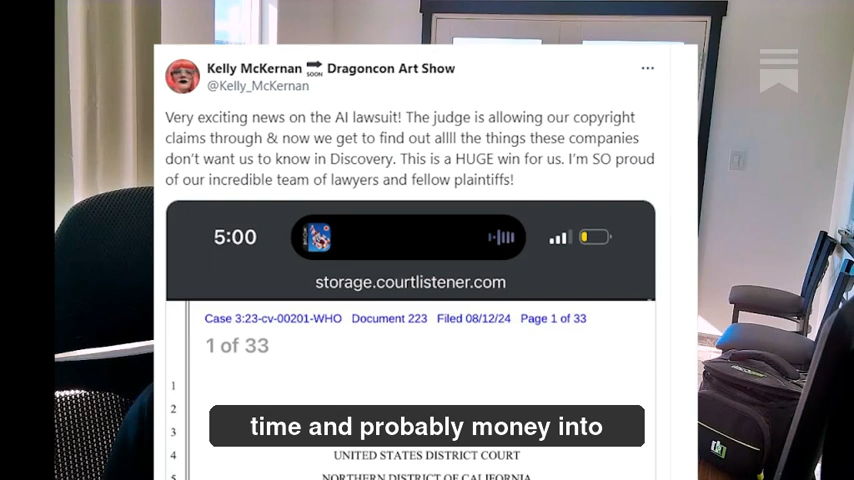 Kelly McKernan SOON Dragoncon Art Show
@Kelly_McKernan
Very exciting news on the AI lawsuit! The judge is allowing our copyright
claims through & now we get to find out allll the things these companies
don't want us to know in Discovery. This is a HUGE win for us. I'm SO proud
of our incredible team of lawyers and fellow plaintiffs!
5:00
storage.courtlistener.com
Case 3:23-cv-00201-WHO Document 223 Filed 08/12/24 Page 1 of 33
1 of 33
1
2
3
time and probably money into
4 UNITED STATES DISTRICT COURT
5 NORTHERN DISTRICT OF CALIFORNIA